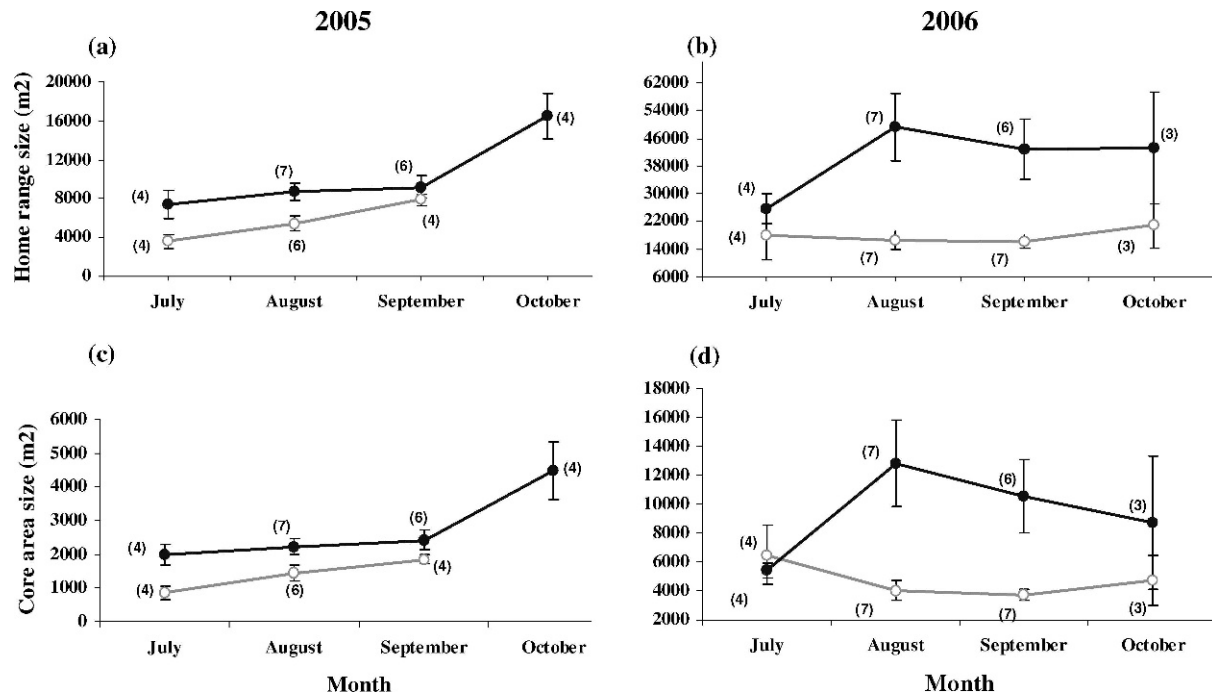 2005
2006
(a)
Home range size (m2)
20000
16000
12000
8000
4000
0
(4)
(7)
(6)
(4)
(4)
(6)
(4)
July
August
September
October
(b)
62000
54000
46000
38000
30000
22000
14000
6000
(4)
(7)
(6)
(3)
(4)
(7)
(7)
(3)
July
August
September
October
(c)
Core area size (m2)
6000
5000
4000
3000
2000
1000
0
(4)
(7)
(6)
(4)
(4)
(6)
(4)
July
August
September
October
Month
(d)
18000
16000
14000
12000
10000
8000
6000
4000
2000
(4)
(7)
(6)
(3)
(4)
(7)
(7)
(3)
July
August
September
October
Month